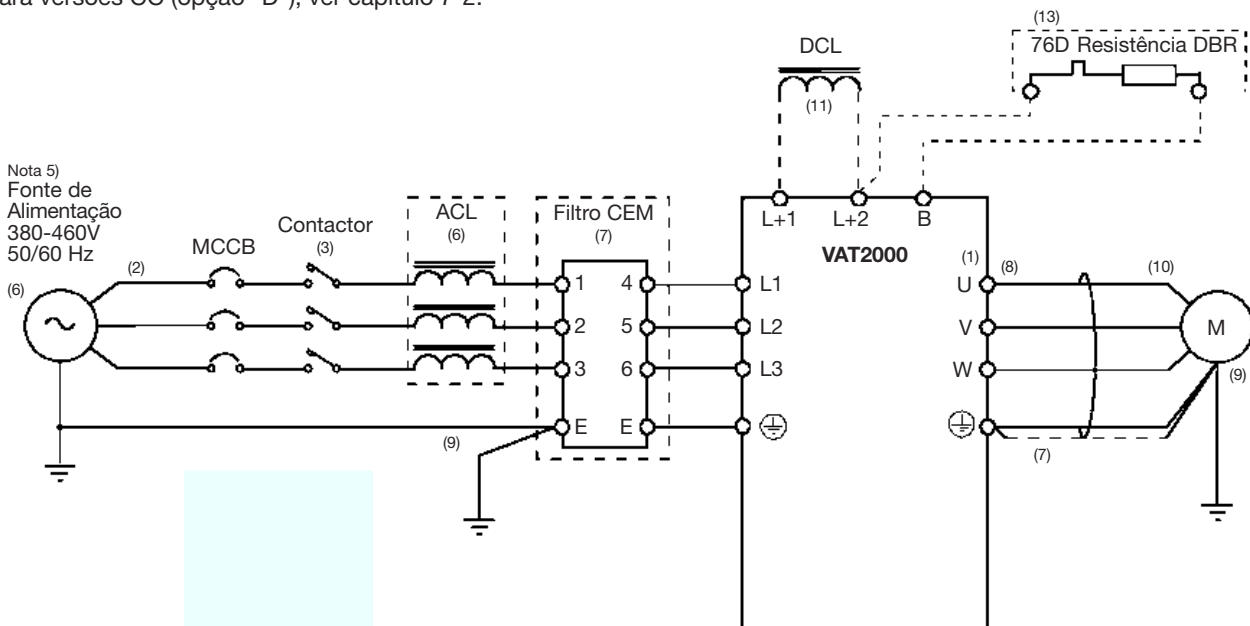 para versões CC (opção "D"), ver capítulo 7-2.
(13)
76D Resistência DBR
DCL
(11)
Nota 5)
Fonte de
Alimentação
380-460V
50/60 Hz
(6)
(2)
MCCB
Contactor
(3)
ACL
(6)
Filtro CEM
(7)
L+1
L+2
B
VAT2000
(1)
(8)
(10)
1
4
L1
U
2
5
L2
V
M
3
6
L3
W
(9)
E
E
(9)
(7)